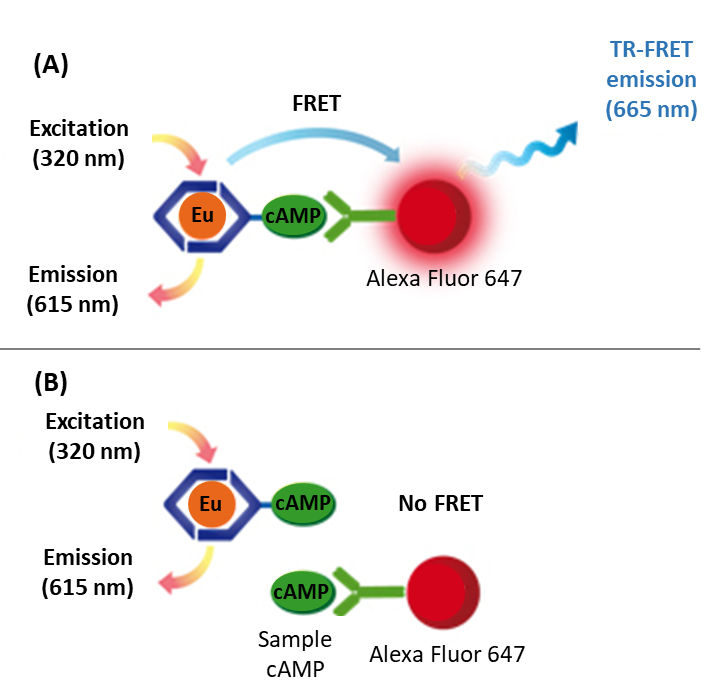 (A)
TR-FRET
emission
(665 nm)
FRET
Excitation
(320 nm)
Eu
cAMP
Emission
(615 nm)
Alexa Fluor 647
(B)
Excitation
(320 nm)
Eu
cAMP
No FRET
Emission
(615 nm)
cAMP
Sample
cAMP
Alexa Fluor 647